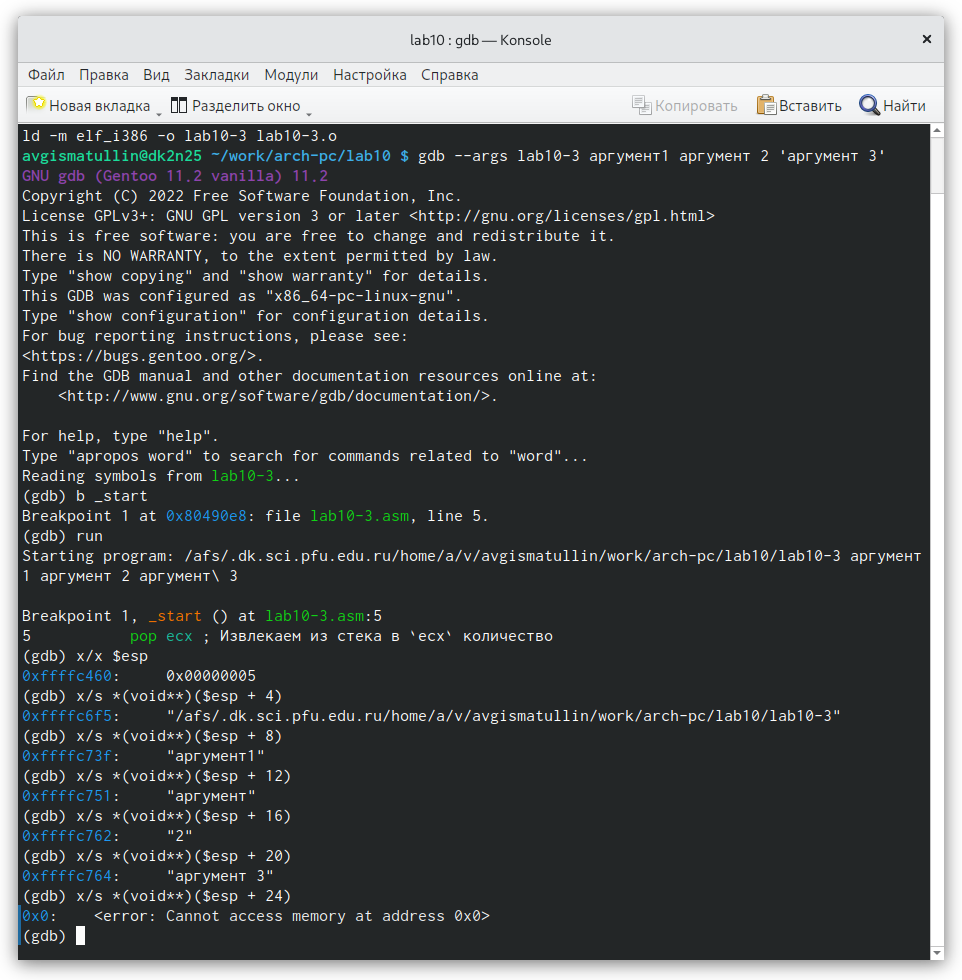 lab10 : gdb — Konsole
Файл Правка Вид Закладки Модули Настройка Справка
Новая вкладка Разделить окно Копировать Вставить Найти
ld -m elf_i386 -o lab10-3 lab10-3.o
avgismatullin@dk2n25 ~/work/arch-pc/lab10 $ gdb --args lab10-3 аргумент1 аргумент 2 'аргумент 3'
GNU gdb (Gentoo 11.2 vanilla) 11.2
Copyright (C) 2022 Free Software Foundation, Inc.
License GPLv3+: GNU GPL version 3 or later <http://gnu.org/licenses/gpl.html>
This is free software: you are free to change and redistribute it.
There is NO WARRANTY, to the extent permitted by law.
Type "show copying" and "show warranty" for details.
This GDB was configured as "x86_64-pc-linux-gnu".
Type "show configuration" for configuration details.
For bug reporting instructions, please see:
<https://bugs.gentoo.org/>.
Find the GDB manual and other documentation resources online at:
    <http://www.gnu.org/software/gdb/documentation/>.
For help, type "help".
Type "apropos word" to search for commands related to "word"...
Reading symbols from lab10-3...
(gdb) b _start
Breakpoint 1 at 0x80490e8: file lab10-3.asm, line 5.
(gdb) run
Starting program: /afs/.dk.sci.pfu.edu.ru/home/a/v/avgismatullin/work/arch-pc/lab10/lab10-3 аргумент
1 аргумент 2 аргумент\ 3
Breakpoint 1, _start () at lab10-3.asm:5
5           pop ecx ; Извлекаем из стека в `ecx` количество
(gdb) x/x $esp
0xffffc460:     0x00000005
(gdb) x/s *(void**)($esp + 4)
0xffffc6f5:     "/afs/.dk.sci.pfu.edu.ru/home/a/v/avgismatullin/work/arch-pc/lab10/lab10-3"
(gdb) x/s *(void**)($esp + 8)
0xffffc73f:     "аргумент1"
(gdb) x/s *(void**)($esp + 12)
0xffffc751:     "аргумент"
(gdb) x/s *(void**)($esp + 16)
0xffffc762:     "2"
(gdb) x/s *(void**)($esp + 20)
0xffffc764:     "аргумент 3"
(gdb) x/s *(void**)($esp + 24)
0x0:    <error: Cannot access memory at address 0x0>
(gdb)